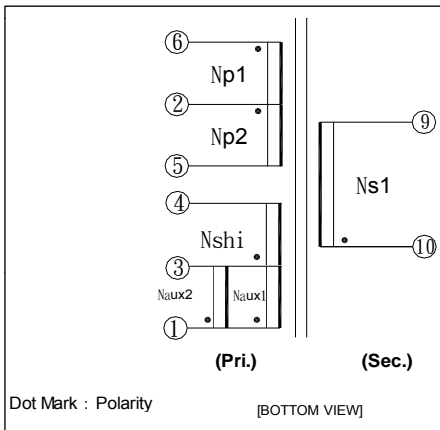 6
Np1
2
9
Np2
5
Ns1
4
Nshi
10
3
Naux2 Naux1
1
(Pri.) (Sec.)
Dot Mark : Polarity [BOTTOM VIEW]